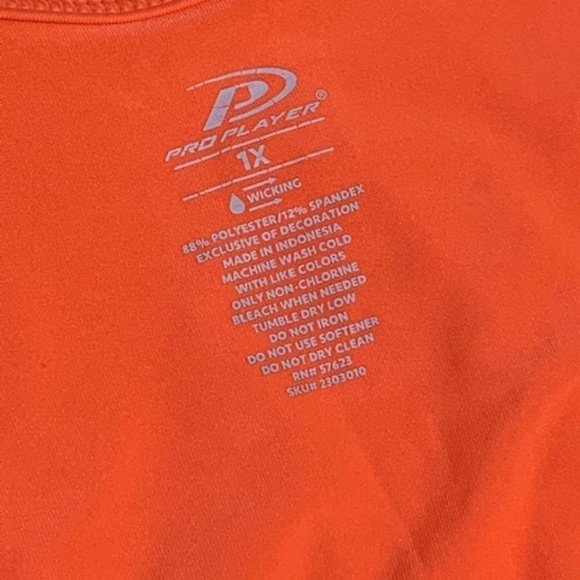 PRO PLAYER®
1X
WICKING
88% POLYESTER/12% SPANDEX
EXCLUSIVE OF DECORATION
MADE IN INDONESIA
MACHINE WASH COLD
WITH LIKE COLORS
ONLY NON-CHLORINE
BLEACH WHEN NEEDED
TUMBLE DRY LOW
DO NOT IRON
DO NOT USE SOFTENER
DO NOT DRY CLEAN
RN# 57623
SKU# 2303010